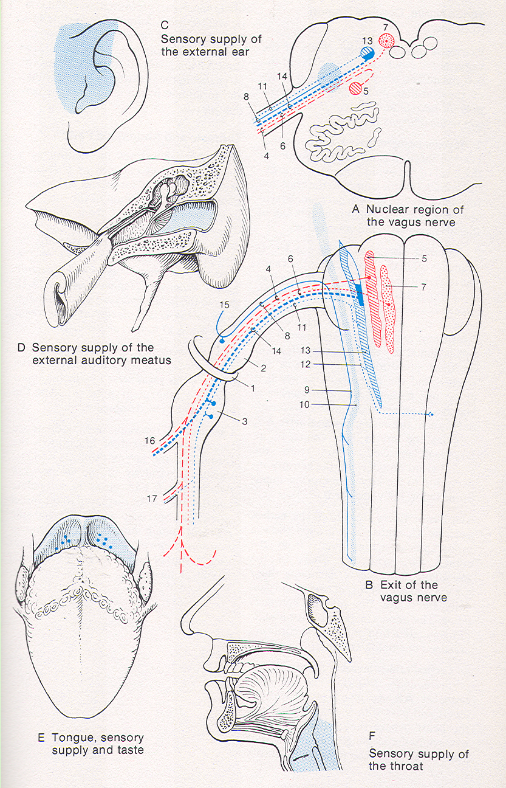 C
Sensory supply of
the external ear
7
13
14
11
8
5
6
4
A Nuclear region of
the vagus nerve
D Sensory supply of the
external auditory meatus
5
6
4
7
15
8
11
14
13
12
2
1
9
10
3
16
17
B Exit of the
vagus nerve
E Tongue, sensory
supply and taste
F
Sensory supply of
the throat